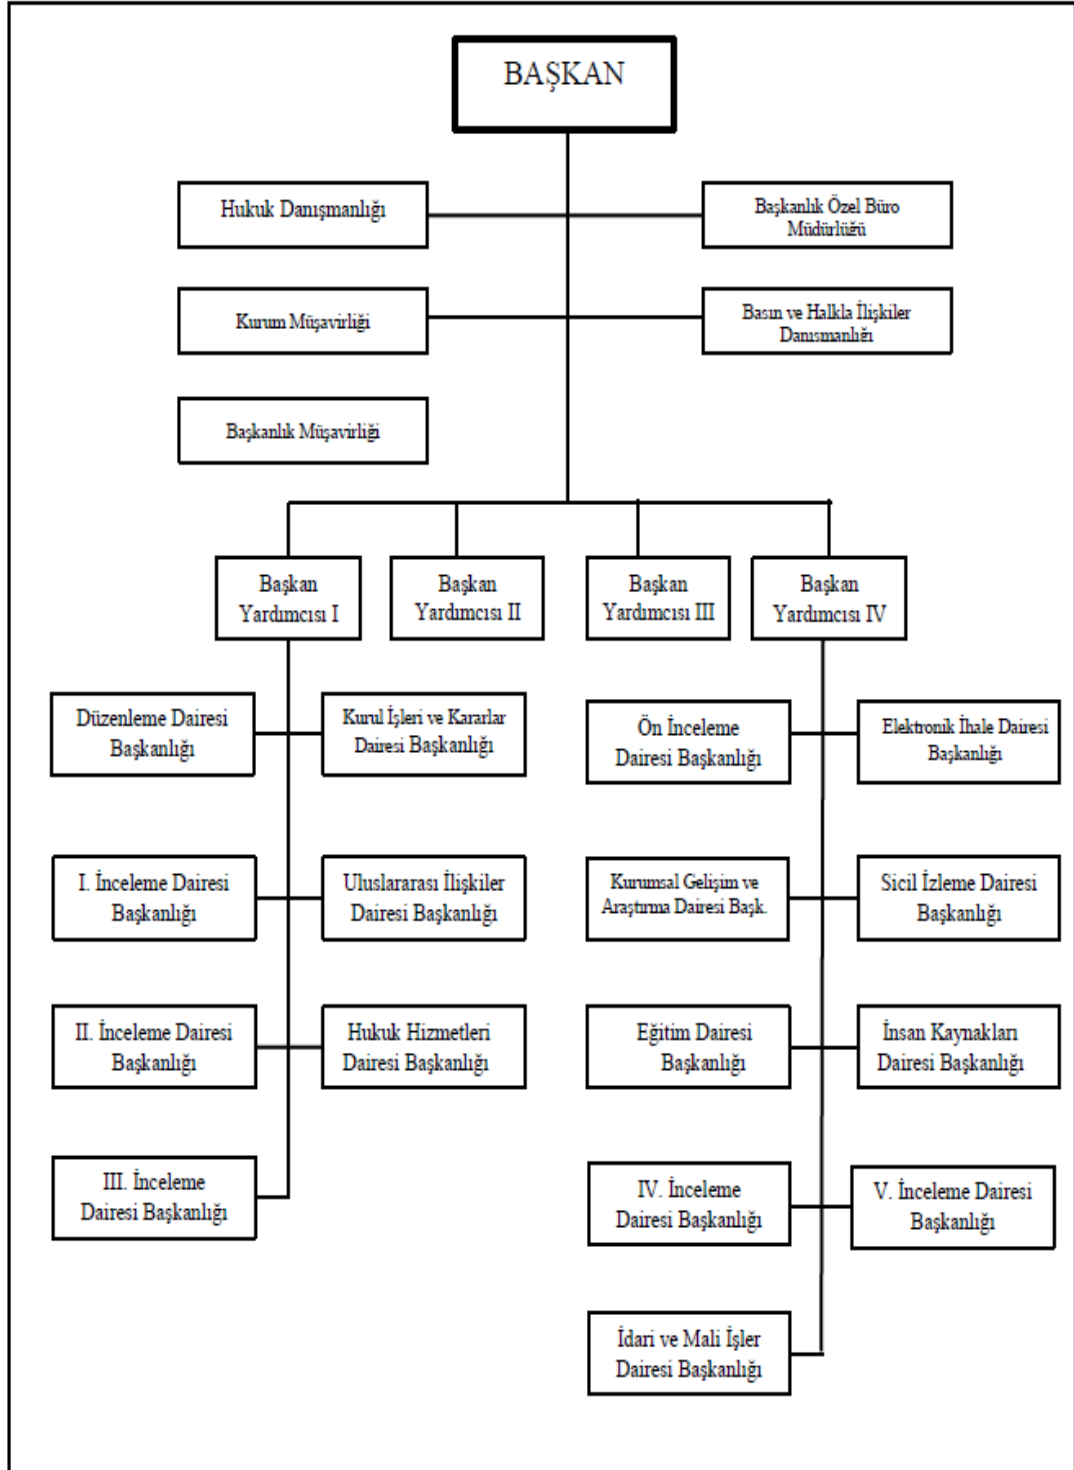 BAŞKAN
Hukuk Danışmanlığı
Başkanlık Özel Büro
Müdürlüğü
Kurum Müşavirliği
Basın ve Halkla İlişkiler
Danısmanlığı
Başkanlık Müşavirliği
Başkan
Yardımcısı I
Başkan
Yardımcısı II
Başkan
Yardımcısı III
Başkan
Yardımcısı IV
Düzenleme Dairesi
Başkanlığı
Kurul İşleri ve Kararlar
Dairesi Başkanlığı
Ön İnceleme
Dairesi Başkanlığı
Elektronik İhale Dairesi
Başkanlığı
I. İnceleme Dairesi
Başkanlığı
Uluslararası İlişkiler
Dairesi Başkanlığı
Kurumsal Gelişim ve
Araştırma Dairesi Başk.
Sicil İzleme Dairesi
Başkanlığı
II. İnceleme Dairesi
Başkanlığı
Hukuk Hizmetleri
Dairesi Başkanlığı
Eğitim Dairesi
Başkanlığı
İnsan Kaynakları
Dairesi Başkanlığı
III. İnceleme
Dairesi Başkanlığı
IV. İnceleme
Dairesi Başkanlığı
V. İnceleme Dairesi
Başkanlığı
İdari ve Mali İşler
Dairesi Başkanlığı